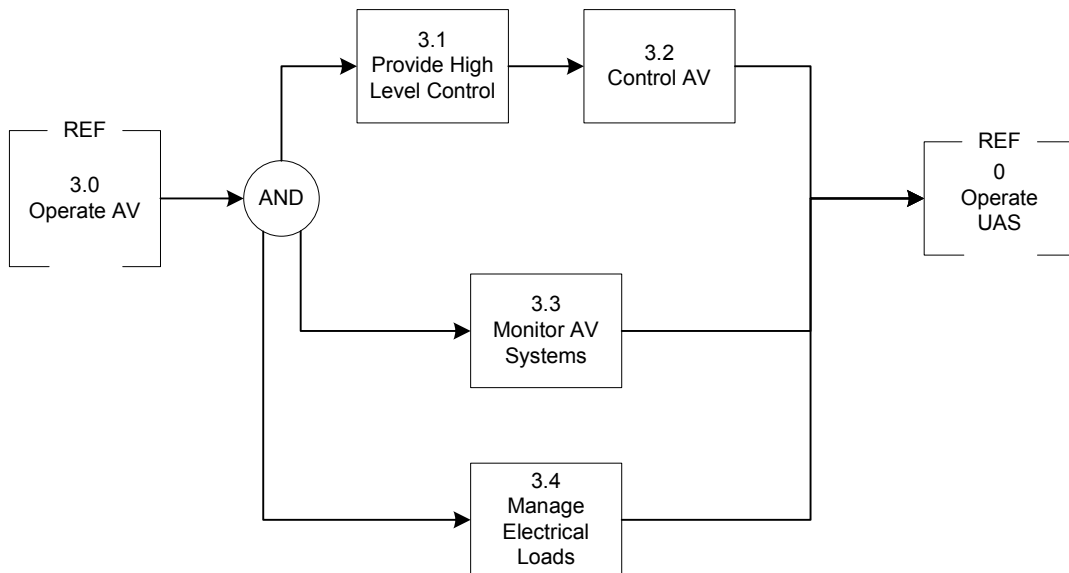 REF
3.0
Operate AV
AND
3.1
Provide High
Level Control
3.2
Control AV
3.3
Monitor AV
Systems
3.4
Manage
Electrical
Loads
REF
0
Operate
UAS